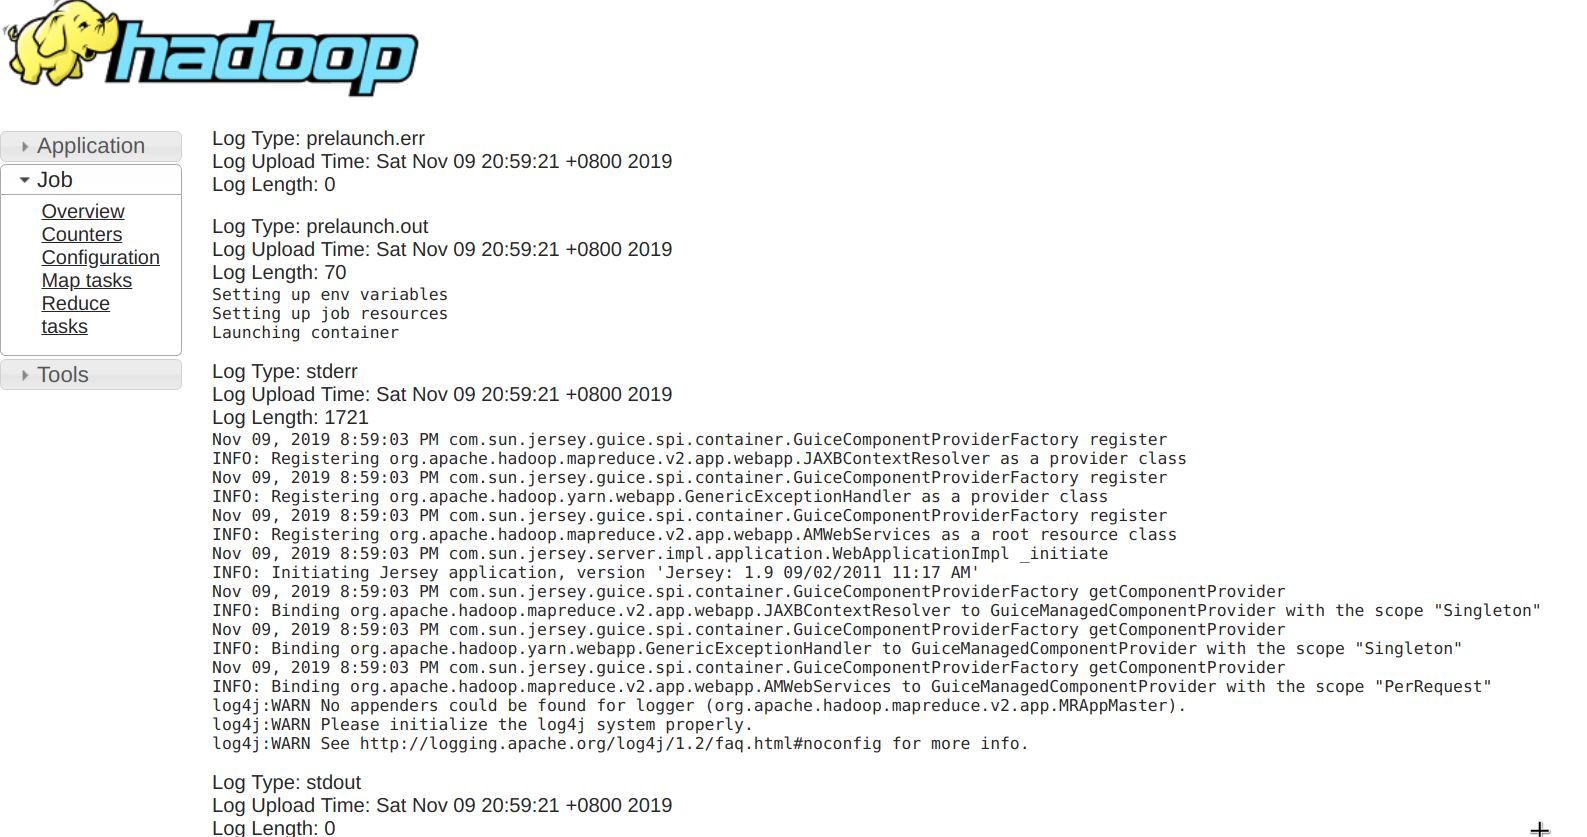 hadoop
Application
Job
Overview
Counters
Configuration
Map tasks
Reduce
tasks
Tools
Log Type: prelaunch.err
Log Upload Time: Sat Nov 09 20:59:21 +0800 2019
Log Length: 0
Log Type: prelaunch.out
Log Upload Time: Sat Nov 09 20:59:21 +0800 2019
Log Length: 70
Setting up env variables
Setting up job resources
Launching container
Log Type: stderr
Log Upload Time: Sat Nov 09 20:59:21 +0800 2019
Log Length: 1721
Nov 09, 2019 8:59:03 PM com.sun.jersey.guice.spi.container.GuiceComponentProviderFactory register
INFO: Registering org.apache.hadoop.mapreduce.v2.app.webapp.JAXBContextResolver as a provider class
Nov 09, 2019 8:59:03 PM com.sun.jersey.guice.spi.container.GuiceComponentProviderFactory register
INFO: Registering org.apache.hadoop.yarn.webapp.GenericExceptionHandler as a provider class
Nov 09, 2019 8:59:03 PM com.sun.jersey.guice.spi.container.GuiceComponentProviderFactory register
INFO: Registering org.apache.hadoop.mapreduce.v2.app.webapp.AMWebServices as a root resource class
Nov 09, 2019 8:59:03 PM com.sun.jersey.server.impl.application.WebApplicationImpl _initiate
INFO: Initiating Jersey application, version 'Jersey: 1.9 09/02/2011 11:17 AM'
Nov 09, 2019 8:59:03 PM com.sun.jersey.guice.spi.container.GuiceComponentProviderFactory getComponentProvider
INFO: Binding org.apache.hadoop.mapreduce.v2.app.webapp.JAXBContextResolver to GuiceManagedComponentProvider with the scope "Singleton"
Nov 09, 2019 8:59:03 PM com.sun.jersey.guice.spi.container.GuiceComponentProviderFactory getComponentProvider
INFO: Binding org.apache.hadoop.yarn.webapp.GenericExceptionHandler to GuiceManagedComponentProvider with the scope "Singleton"
Nov 09, 2019 8:59:03 PM com.sun.jersey.guice.spi.container.GuiceComponentProviderFactory getComponentProvider
INFO: Binding org.apache.hadoop.mapreduce.v2.app.webapp.AMWebServices to GuiceManagedComponentProvider with the scope "PerRequest"
log4j:WARN No appenders could be found for logger (org.apache.hadoop.mapreduce.v2.app.MRAppMaster).
log4j:WARN Please initialize the log4j system properly.
log4j:WARN See http://logging.apache.org/log4j/1.2/faq.html#noconfig for more info.
Log Type: stdout
Log Upload Time: Sat Nov 09 20:59:21 +0800 2019
Log Length: 0